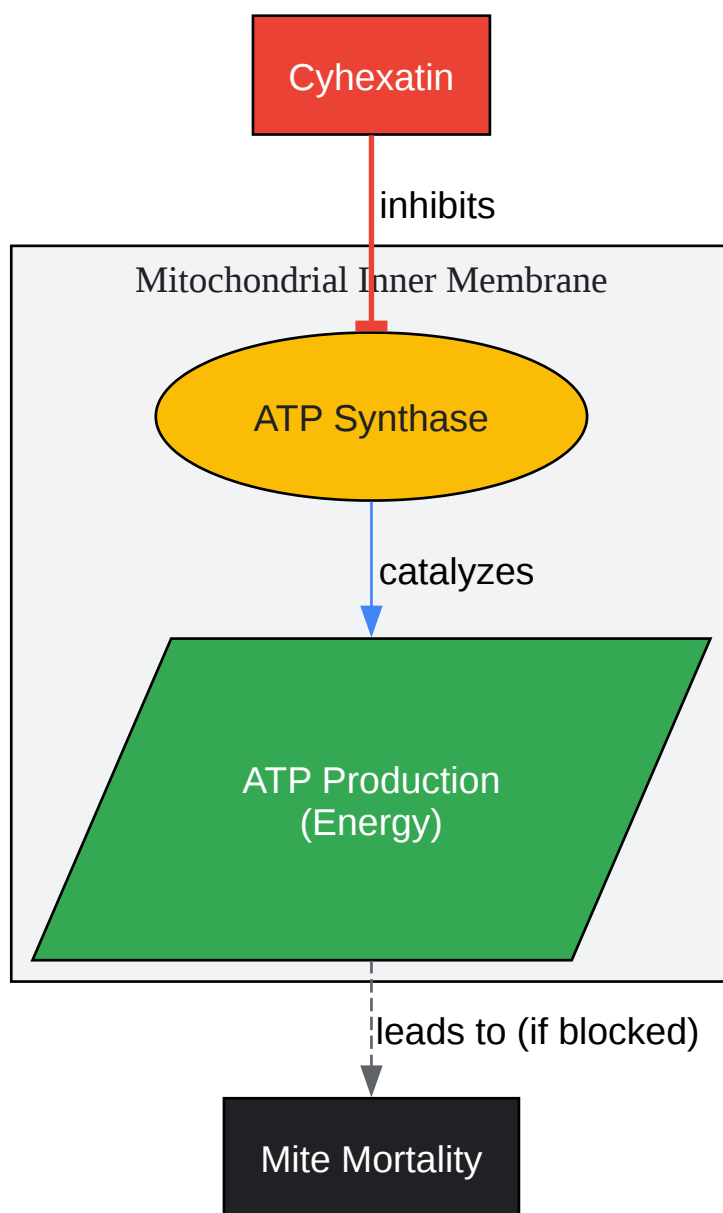 Cyhexatin
inhibits
Mitochondrial Inner Membrane
ATP Synthase
catalyzes
ATP Production
(Energy)
leads to (if blocked)
Mite Mortality